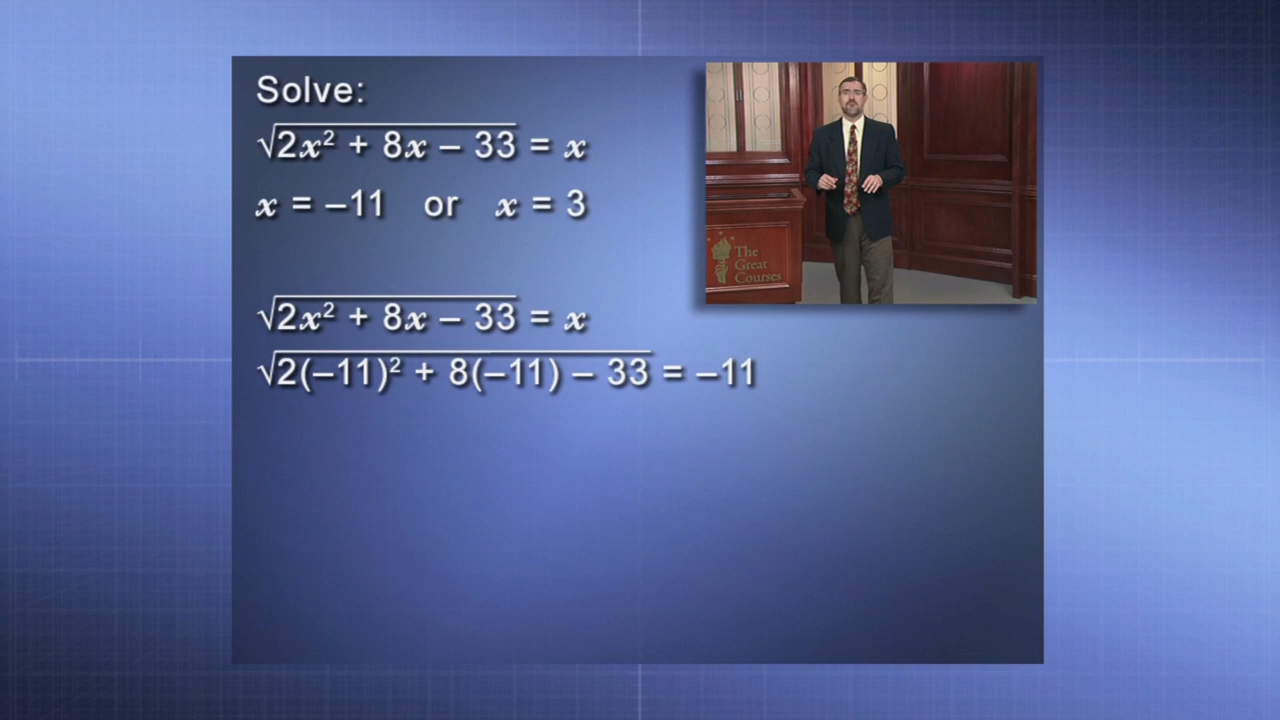 Solve:
√2x² + 8x – 33 = x
x = –11 or x = 3
√2x² + 8x – 33 = x
√2(–11)² + 8(–11) – 33 = –11
The
Great
Courses